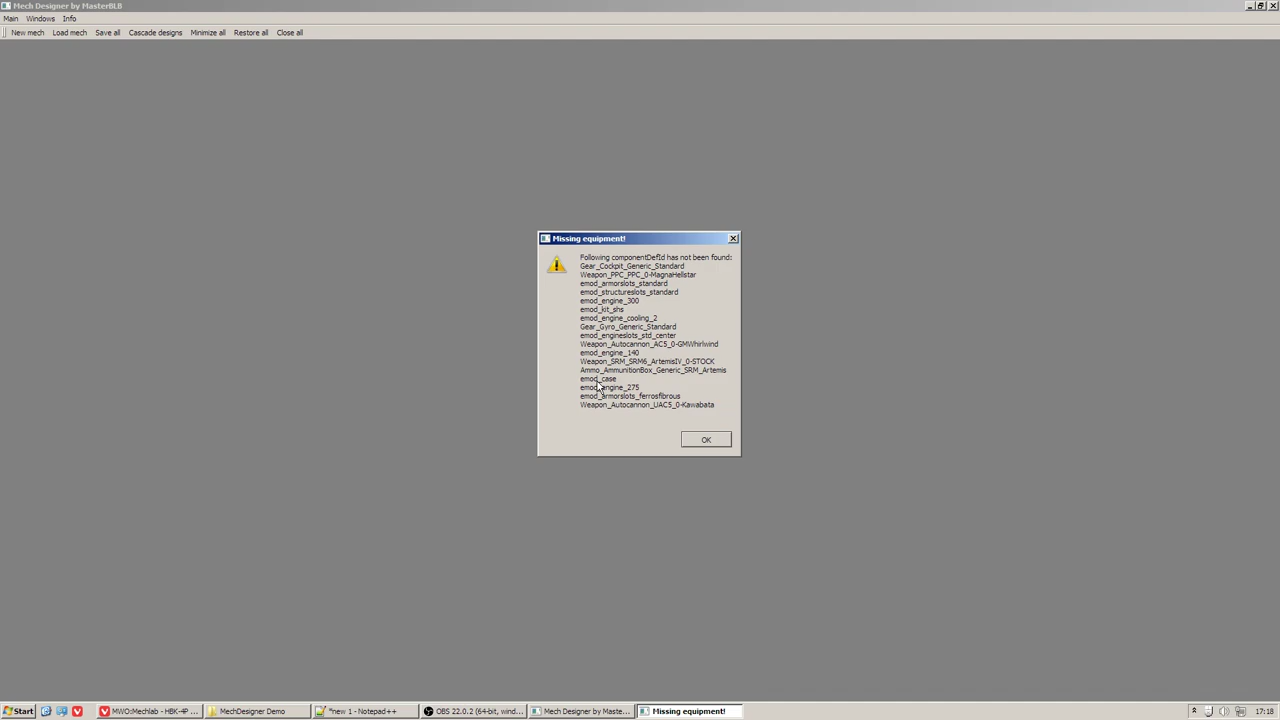 Mech Designer by MasterBLB
Main Windows Info
New mech Load mech Save all Cascade designs Minimize all Restore all Close all
Missing equipment!
Following componentDefId has not been found:
Gear_Cockpit_Generic_Standard
Weapon_PPC_PPC_0-MagnaHellstar
emod_armorslots_standard
emod_structureslots_standard
emod_engine_300
emod_kit_shs
emod_engine_cooling_2
Gear_Gyro_Generic_Standard
emod_engineslots_std_center
Weapon_Autocannon_AC5_0-GMWhirlwind
emod_engine_140
Weapon_SRM_SRM6_ArtemisIV_0-STOCK
Ammo_AmmunitionBox_Generic_SRM_Artemis
emod_case
emod_engine_275
emod_armorslots_ferrosfibrous
Weapon_Autocannon_UAC5_0-Kawabata
OK
Start MWO:Mechlab - HBK-4P ... MechDesigner Demo *new 1 - Notepad++ OBS 22.0.2 (64-bit, wind... Mech Designer by Maste... Missing equipment! 17:18